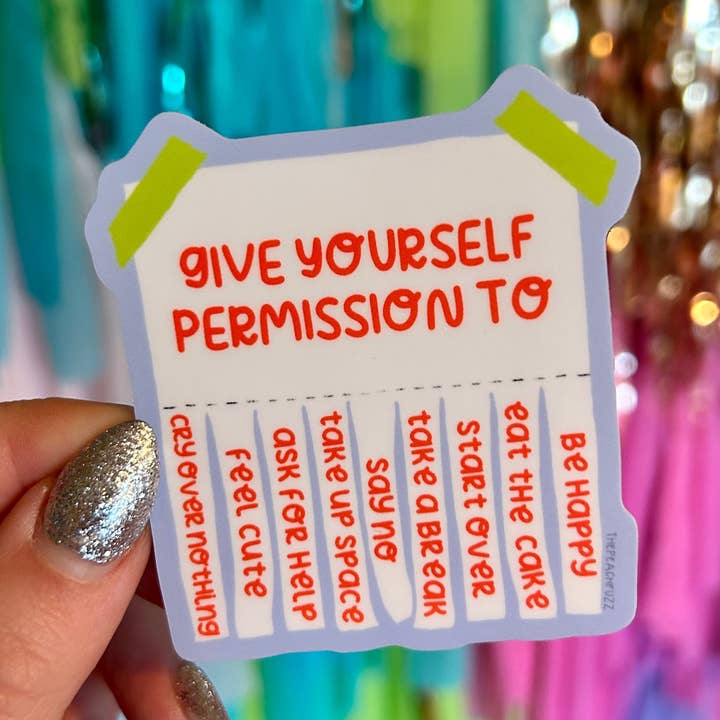 gIVE YOURSELF
PERMISSION TO
cry over nothing
feel cute
ask for Help
take up space
say no
take a Break
start over
eat the cake
Be Happy
THEPEACHFUZZ